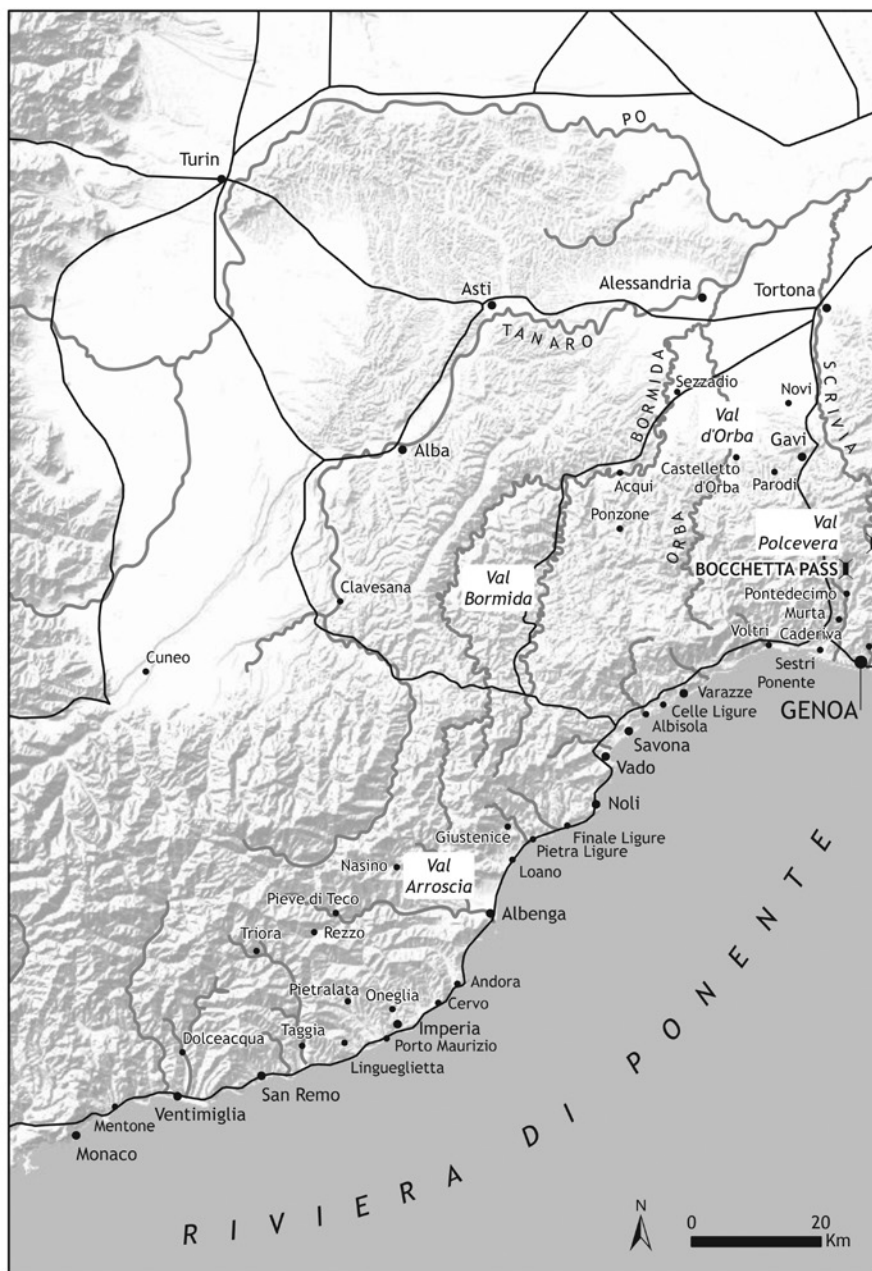 PO
Turin
Asti
Alessandria
Tortona
TANARO
SCRIVIA
BORMIDA
Sezzadio
Novi
Val
d'Orba
Gavi
Alba
Castelletto
d'Orba
Parodi
Acqui
Ponzone
ORBA
Val
Polcevera
BOCCHETTA PASS
Val
Bormida
Clavesana
Pontedecimo
Murta
Voltri
Caderiva
Cuneo
Sestri
Ponente
Varazze
GENOA
Celle Ligure
Albisola
Savona
Vado
Noli
Giustenice
Finale Ligure
Pietra Ligure
Nasino
Val
Arroscia
Loano
Pieve di Teco
Albenga
Rezzo
Triora
Andora
Pietralata
Oneglia
Cervo
Imperia
Dolceacqua
Taggia
Porto Maurizio
Lingueglietta
San Remo
Ventimiglia
Mentone
Monaco
RIVIERA DI PONENTE
N
0 20
Km